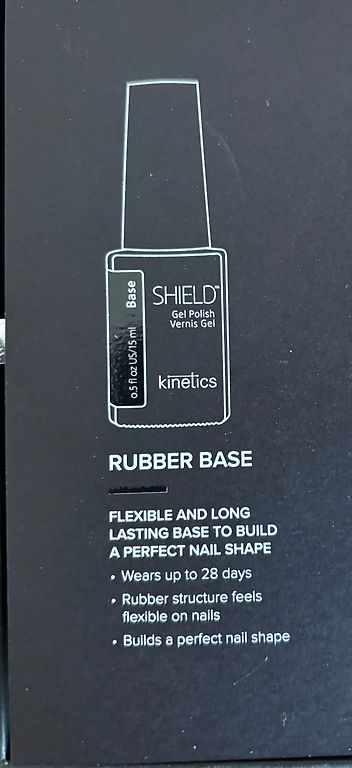 SHIELD™
Gel Polish
Vernis Gel
Base
0.5 fl oz US/15 ml
kinetics
RUBBER BASE
FLEXIBLE AND LONG
LASTING BASE TO BUILD
A PERFECT NAIL SHAPE
• Wears up to 28 days
• Rubber structure feels
flexible on nails
• Builds a perfect nail shape